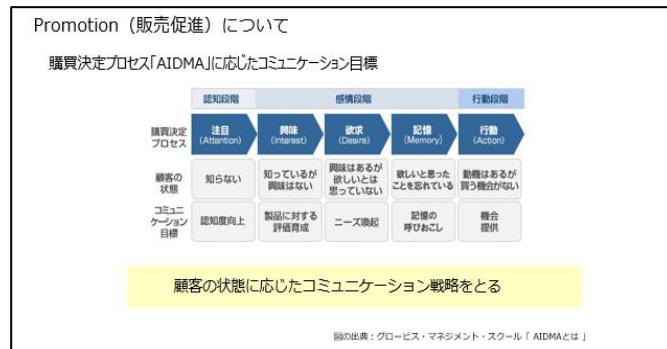 Promotion（販売促進）について
購買決定プロセス「AIDMA」に応じたコミュニケーション目標
認知段階 感情段階 行動段階
購買決定
プロセス
注目
(Attention)
興味
(Interest)
欲求
(Desire)
記憶
(Memory)
行動
(Action)
顧客の
状態
知らない
知っているが
興味はない
興味はあるが
欲しいとは
思っていない
欲しいと思った
ことを忘れている
動機はあるが
買う機会がない
コミュニ
ケーション
目標
認知度向上
製品に対する
評価育成
ニーズ喚起
記憶の
呼びおこし
機会
提供
顧客の状態に応じたコミュニケーション戦略をとる
図の出典：グロービス・マネジメント・スクール「 AIDMAとは 」